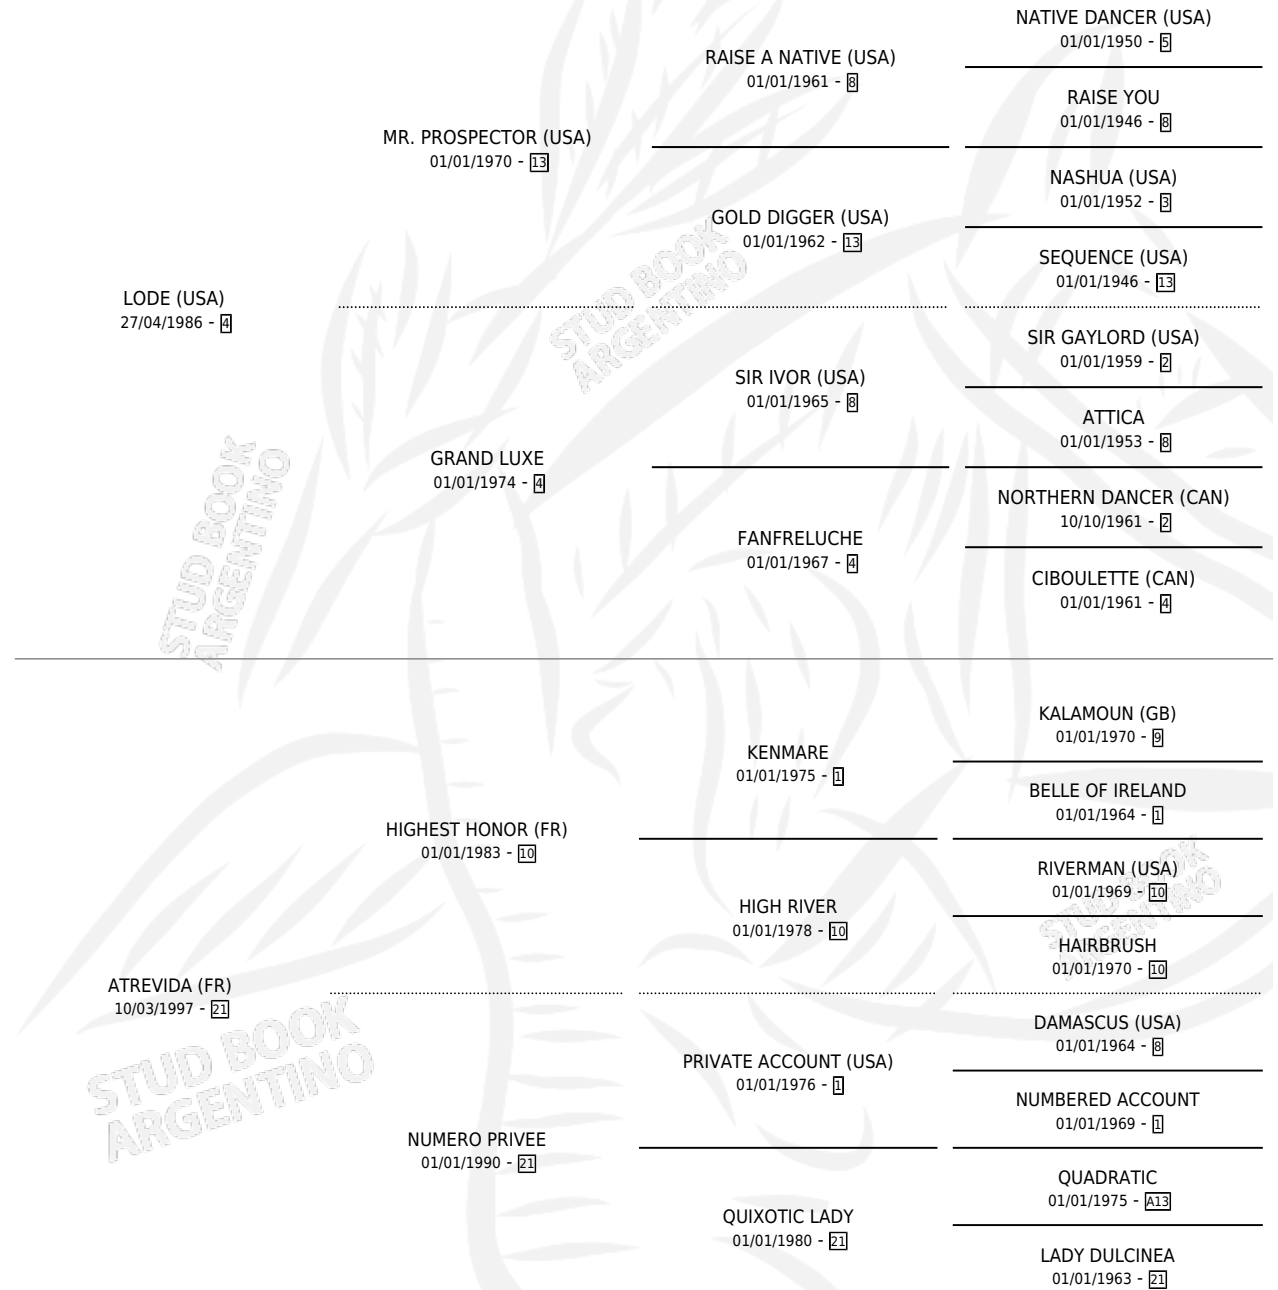 NATIVE DANCER (USA)
01/01/1950 - 5
RAISE A NATIVE (USA)
01/01/1961 - 8
RAISE YOU
01/01/1946 - 8
MR. PROSPECTOR (USA)
01/01/1970 - 13
NASHUA (USA)
01/01/1952 - 3
GOLD DIGGER (USA)
01/01/1962 - 13
SEQUENCE (USA)
01/01/1946 - 13
LODE (USA)
27/04/1986 - 4
STUD BOOK
ARGENTINO
SIR GAYLORD (USA)
01/01/1959 - 2
SIR IVOR (USA)
01/01/1965 - 8
ATTICA
01/01/1953 - 8
GRAND LUXE
01/01/1974 - 4
NORTHERN DANCER (CAN)
10/10/1961 - 2
FANFRELUCHE
01/01/1967 - 4
CIBOULETTE (CAN)
01/01/1961 - 4
STUD BOOK
ARGENTINO
KALAMOUN (GB)
01/01/1970 - 9
KENMARE
01/01/1975 - 1
BELLE OF IRELAND
01/01/1964 - 1
HIGHEST HONOR (FR)
01/01/1983 - 10
RIVERMAN (USA)
01/01/1969 - 10
HIGH RIVER
01/01/1978 - 10
STUD BOOK
ARGENTINO
HAIRBRUSH
01/01/1970 - 10
ATREVIDA (FR)
10/03/1997 - 21
STUD BOOK
ARGENTINO
DAMASCUS (USA)
01/01/1964 - 8
PRIVATE ACCOUNT (USA)
01/01/1976 - 1
NUMBERED ACCOUNT
01/01/1969 - 1
NUMERO PRIVEE
01/01/1990 - 21
QUADRATIC
01/01/1975 - A13
QUIXOTIC LADY
01/01/1980 - 21
LADY DULCINEA
01/01/1963 - 21